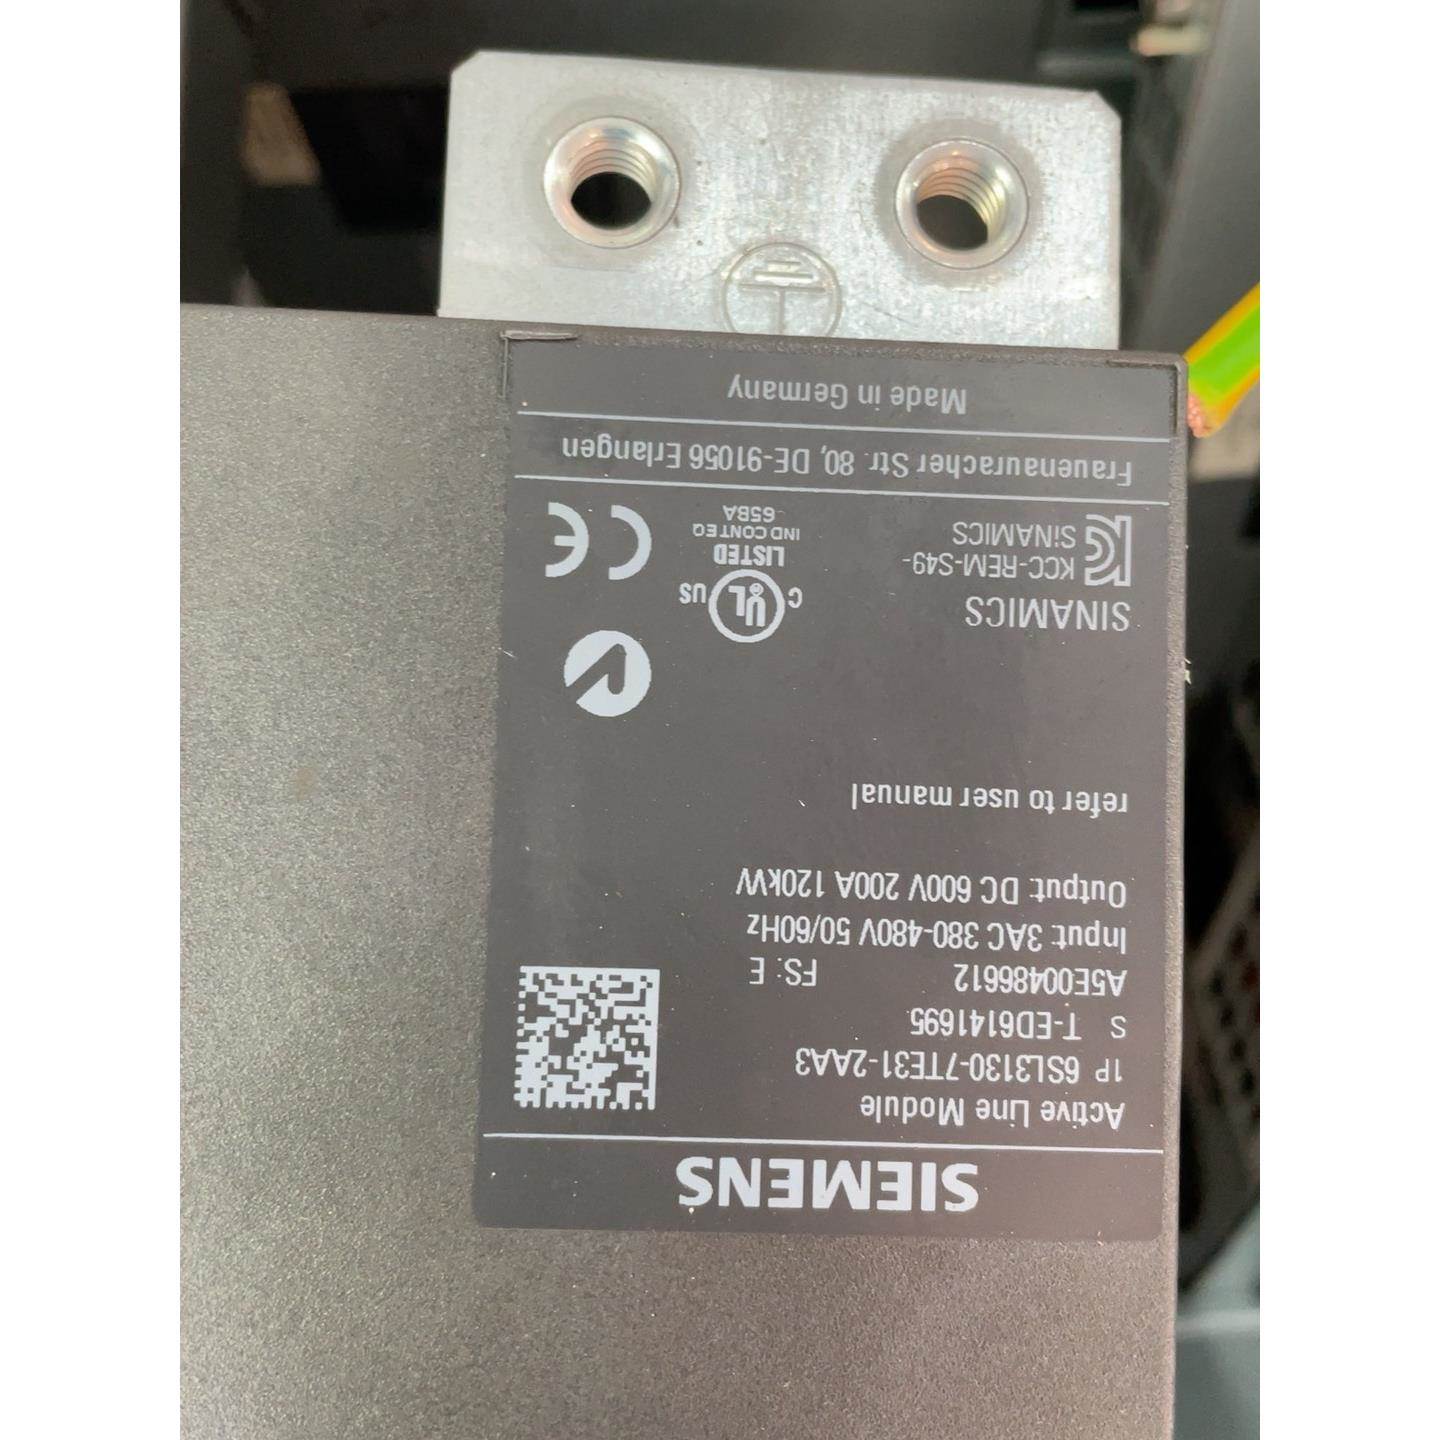 SIEMENS
Active Line Module
1P 6SL3130-7TE31-2AA3
S T-ED6141695
A5E00486612 FS: E
Input: 3AC 380-480V 50/60Hz
Output: DC 600V 200A 120kW
refer to user manual
SINAMICS
KCC-REM-S49-
SiNAMICS
C UL US
LISTED
IND CONT EQ
65BA
CE
Frauenauracher Str. 80, DE-91056 Erlangen
Made in Germany